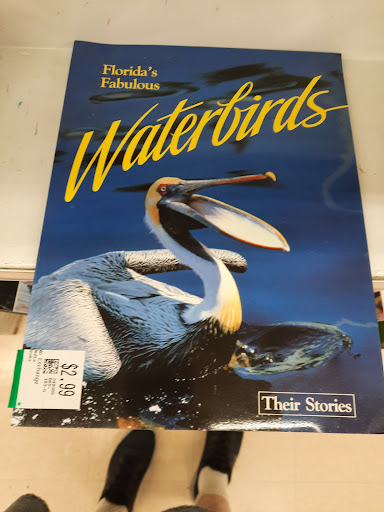 Florida's
Fabulous
Waterbirds
$2.99
Their Stories